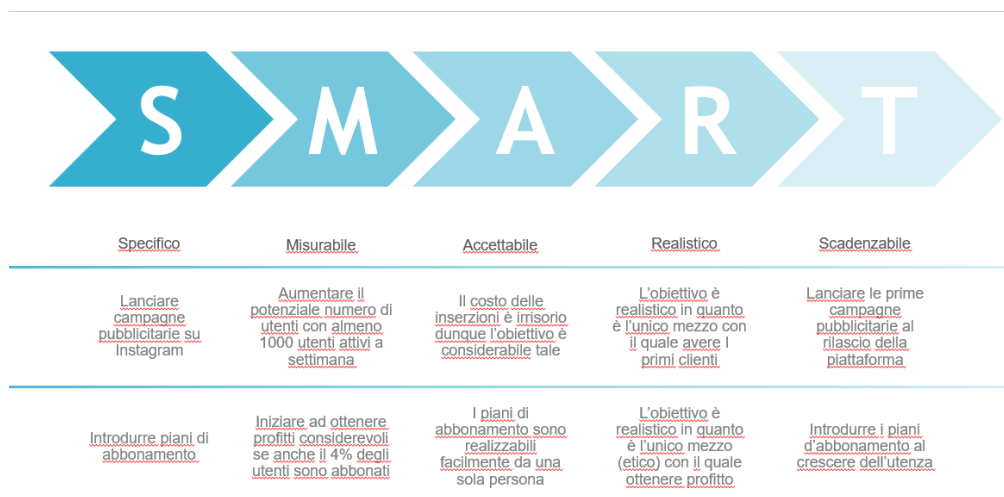 S M A R T
Specifico
Misurabile
Accettabile
Realistico
Scadenzabile
Lanciare
campagne
pubblicitarie su
Instagram
Aumentare il
potenziale numero di
utenti con almeno
1000 utenti attivi a
settimana
Il costo delle
inserzioni è irrisorio
dunque l'obiettivo è
considerabile tale
L'obiettivo è
realistico in quanto
è l'unico mezzo con
il quale avere I
primi clienti
Lanciare le prime
campagne
pubblicitarie al
rilascio della
piattaforma
Introdurre piani di
abbonamento
Iniziare ad ottenere
profitti considerevoli
se anche il 4% degli
utenti sono abbonati
I piani di
abbonamento sono
realizzabili
facilmente da una
sola persona
L'obiettivo è
realistico in quanto
è l'unico mezzo
(etico) con il quale
ottenere profitto
Introdurre i piani
d'abbonamento al
crescere dell'utenza